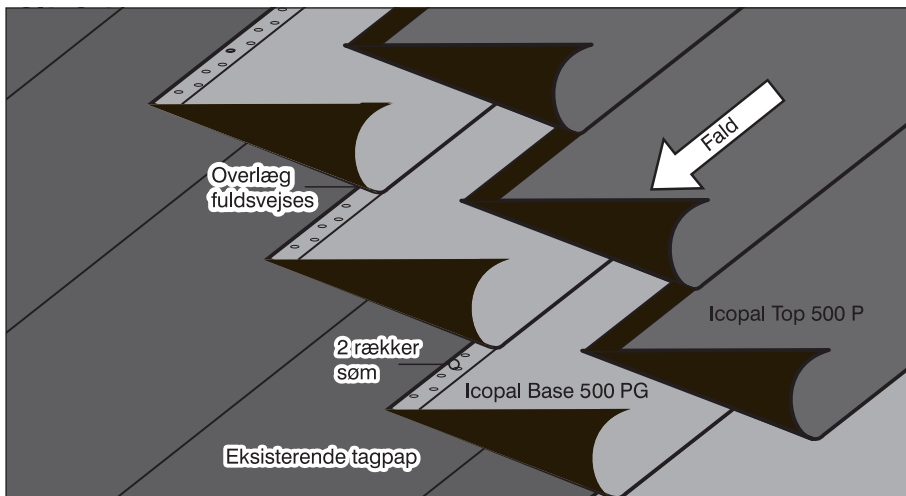 Fald
Overlæg
fuldsvejses
Icopal Top 500 P
2 rækker
søm
Icopal Base 500 PG
Eksisterende tagpap